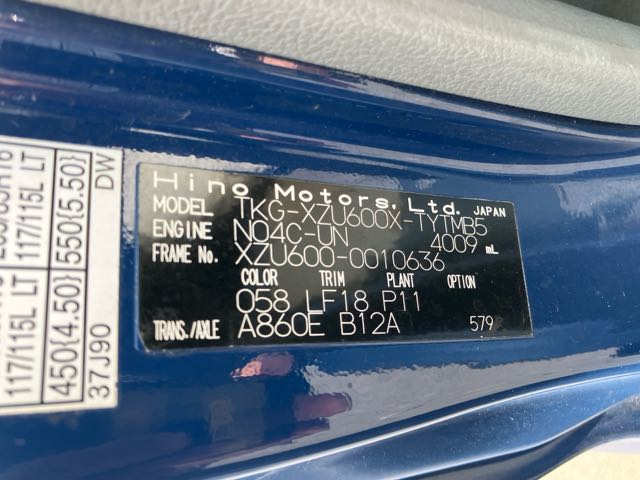 Hino Motors, Ltd. JAPAN
MODEL TKG-XZU600X-TYTMB5
ENGINE N04C-UN 4009 mL
FRAME No. XZU600-0010636
COLOR TRIM PLANT OPTION
058 LF18 P11
TRANS./AXLE A860E B12A 579
117/115L LT 117/115L LT
450{4.50} 550{5.50}
37J90 DW